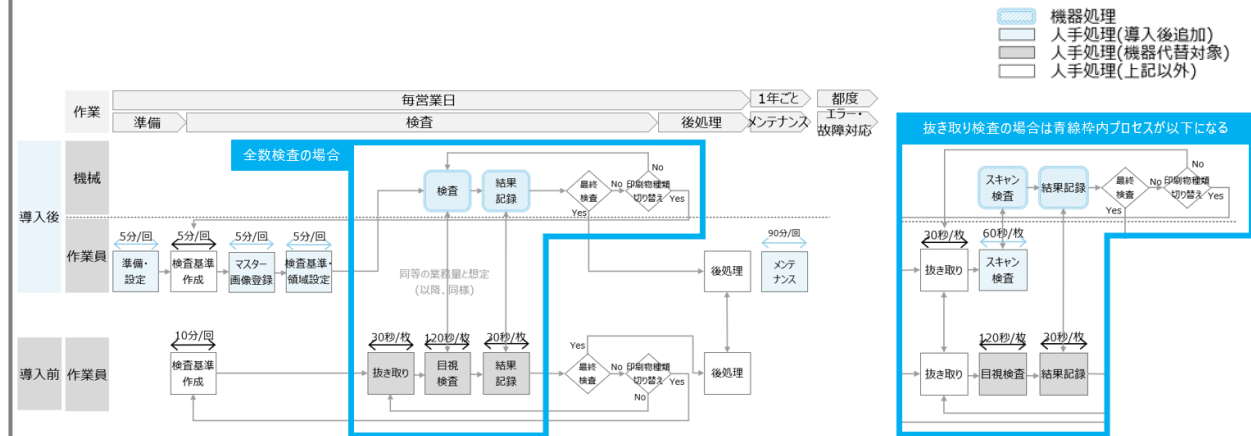 機器処理
人手処理(導入後追加)
人手処理(機器代替対象)
人手処理(上記以外)
作業
毎営業日
1年ごと
都度
準備
検査
後処理
メンテナンス
エラー・
故障対応
抜き取り検査の場合は青線枠内プロセスが以下になる
全数検査の場合
導入後
機械
検査
結果
記録
最終
検査
No
印刷物種類
切り替え
No
Yes
Yes
作業員
5分/回
準備・
設定
5分/回
検査基準
作成
5分/回
マスター
画像登録
5分/回
検査基準・
領域設定
同等の業務量と想定
(以降、同様)
後処理
90分/回
メンテ
ナンス
導入前
作業員
10分/回
検査基準
作成
30秒/枚
抜き取り
120秒/枚
目視
検査
30秒/枚
結果
記録
Yes
最終
検査
No
印刷物種類
切り替え
Yes
No
後処理
スキャン
検査
結果記録
最終
検査
No
印刷物種類
切り替え
No
Yes
Yes
30秒/枚
抜き取り
60秒/枚
スキャン
検査
抜き取り
120秒/枚
目視検査
30秒/枚
結果記録